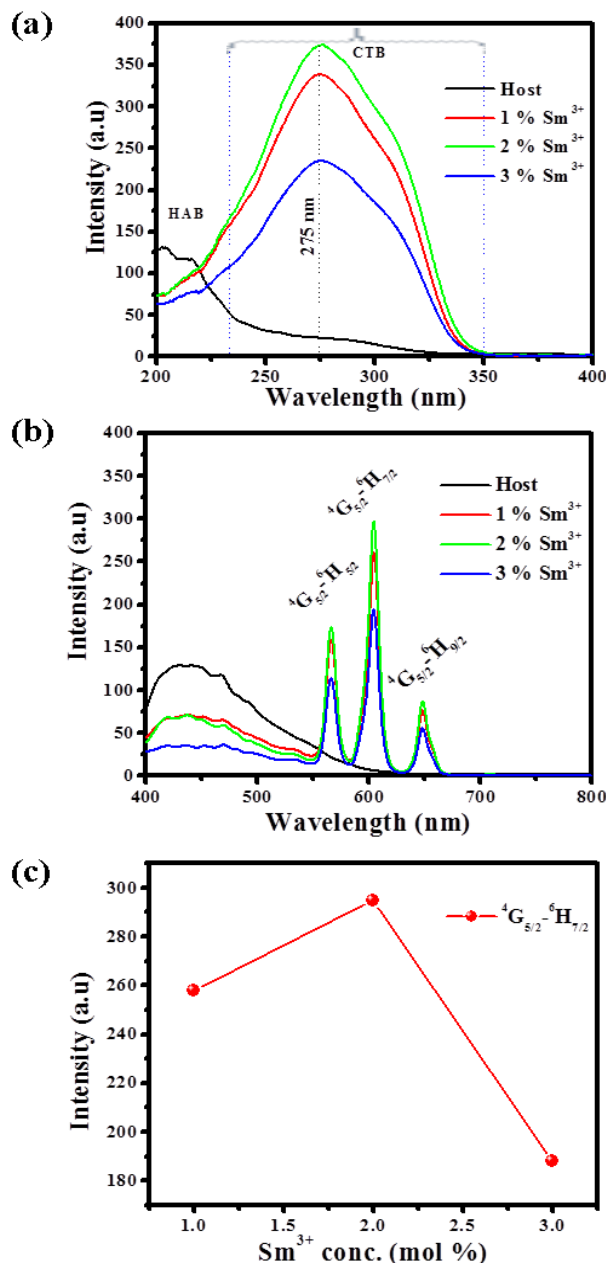 (a)
400
350
300
250
200
150
100
50
0
Intensity (a.u)
HAB
CTB
275 nm
Host
1 % Sm³⁺
2 % Sm³⁺
3 % Sm³⁺
200 250 300 350 400
Wavelength (nm)
(b)
400
350
300
250
200
150
100
50
0
Intensity (a.u)
⁴G₅/₂-⁶H₅/₂
⁴G₅/₂-⁶H₇/₂
⁴G₅/₂-⁶H₉/₂
Host
1 % Sm³⁺
2 % Sm³⁺
3 % Sm³⁺
400 500 600 700 800
Wavelength (nm)
(c)
300
280
260
240
220
200
180
Intensity (a.u)
⁴G₅/₂-⁶H₇/₂
1.0 1.5 2.0 2.5 3.0
Sm³⁺ conc. (mol %)